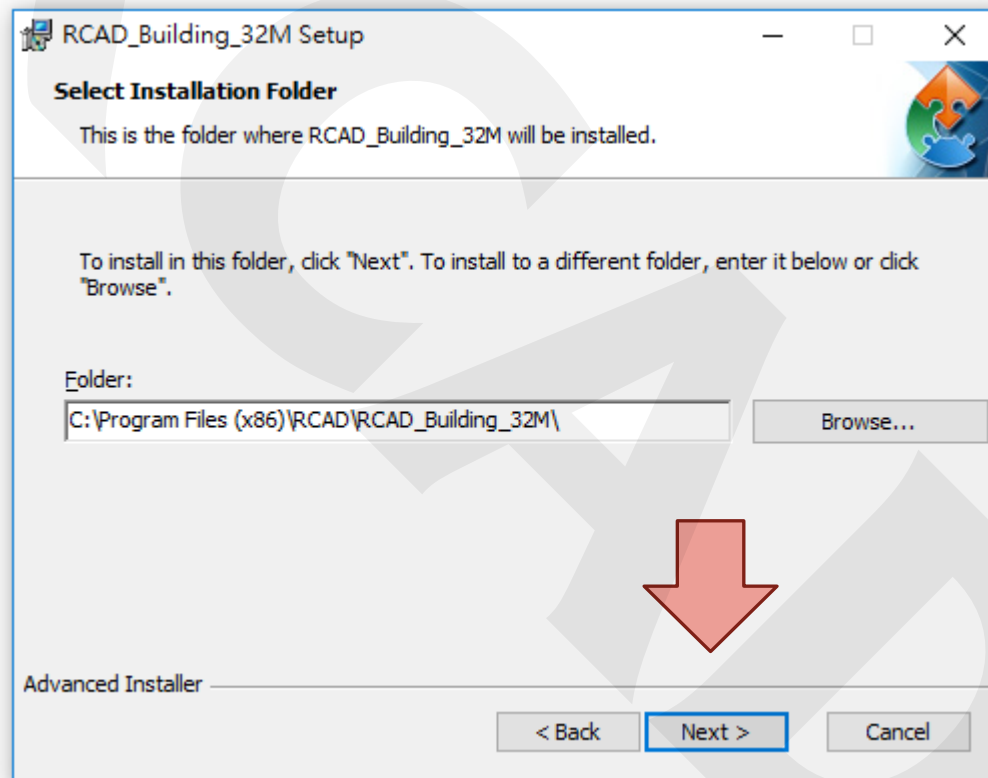 RCAD_Building_32M Setup
Select Installation Folder
This is the folder where RCAD_Building_32M will be installed.
To install in this folder, click "Next". To install to a different folder, enter it below or click
"Browse".
Folder:
C:\Program Files (x86)\RCAD\RCAD_Building_32M\
Browse...
Advanced Installer
< Back
Next >
Cancel